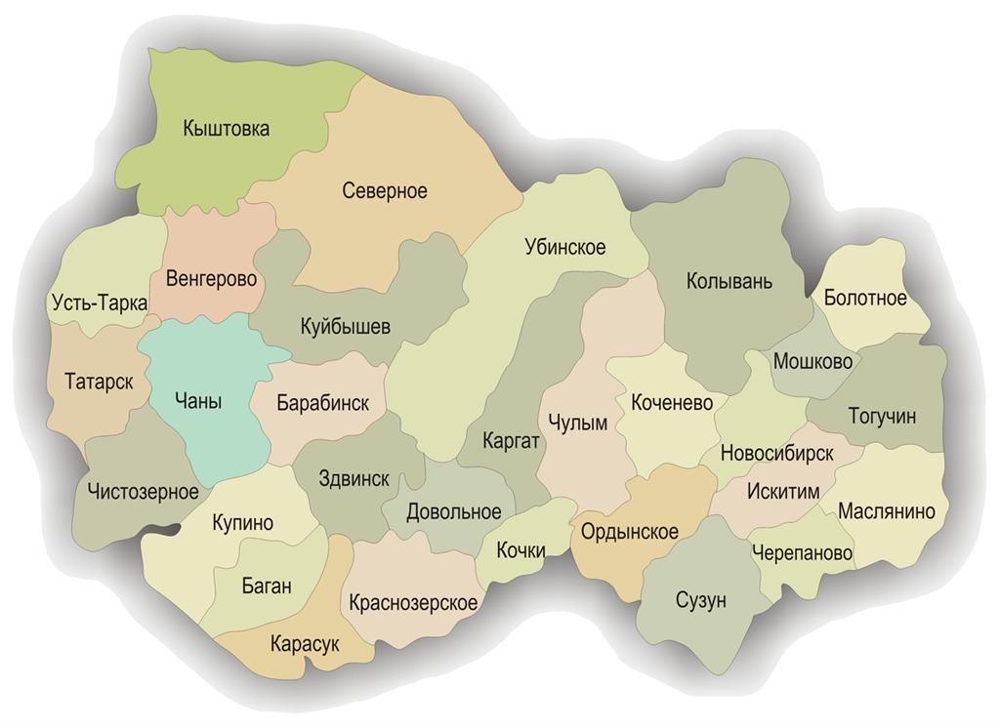 Кыштовка
Северное
Убинское
Венгерово
Колывань
Усть-Тарка
Болотное
Куйбышев
Мошково
Татарск
Чаны
Барабинск
Коченево
Тогучин
Чулым
Каргат
Новосибирск
Здвинск
Чистозерное
Искитим
Довольное
Маслянино
Купино
Ордынское
Кочки
Черепаново
Баган
Краснозерское
Сузун
Карасук